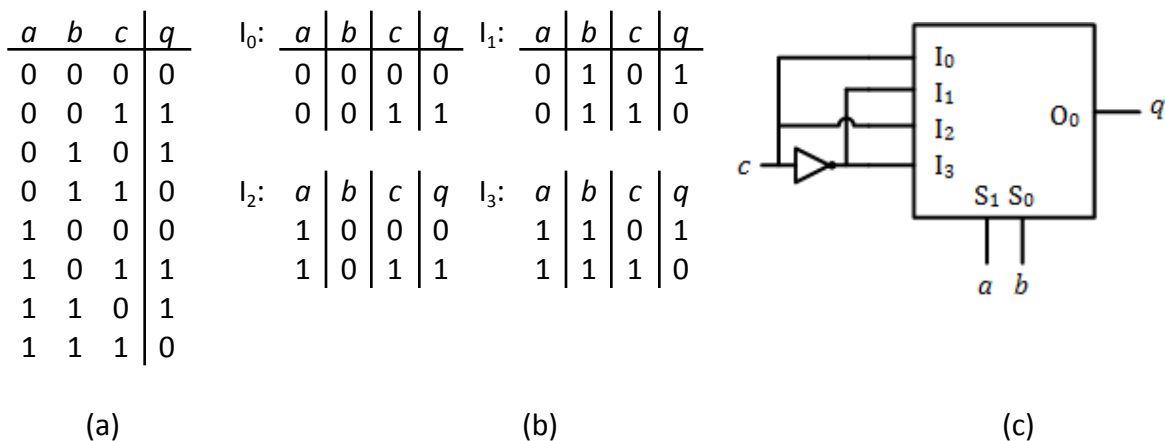 a b c q
0 0 0 0
0 0 1 1
0 1 0 1
0 1 1 0
1 0 0 0
1 0 1 1
1 1 0 1
1 1 1 0
(a)
I₀: a b c q
0 0 0 0
0 0 1 1
I₁: a b c q
0 1 0 1
0 1 1 0
I₂: a b c q
1 0 0 0
1 0 1 1
I₃: a b c q
1 1 0 1
1 1 1 0
(b)
I₀
I₁
I₂
I₃
O₀
q
c
S₁ S₀
a b
(c)